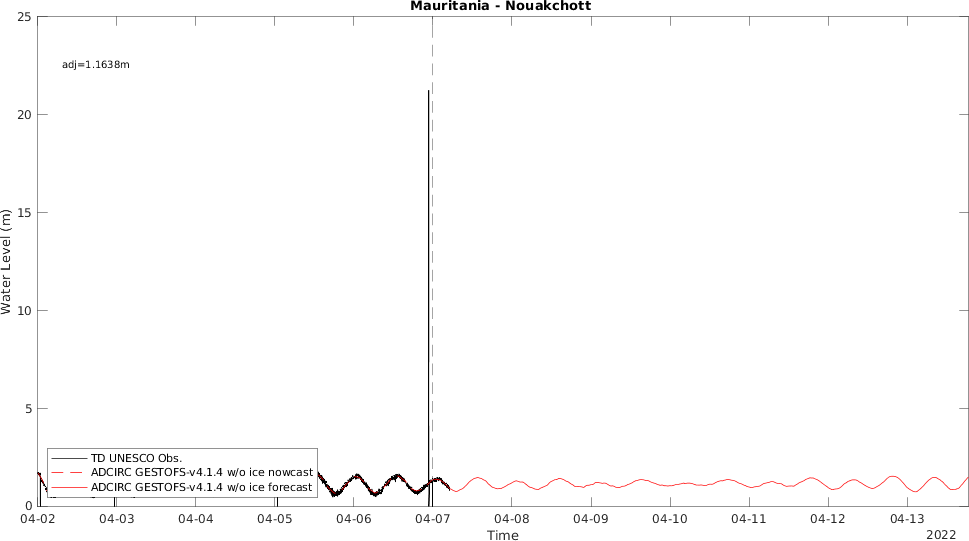 Mauritania - Nouakchott
25
adj=1.1638m
20
15
Water Level (m)
10
5
TD UNESCO Obs.
ADCIRC GESTOFS-v4.1.4 w/o ice nowcast
ADCIRC GESTOFS-v4.1.4 w/o ice forecast
0
04-02 04-03 04-04 04-05 04-06 04-07 04-08 04-09 04-10 04-11 04-12 04-13
Time
2022